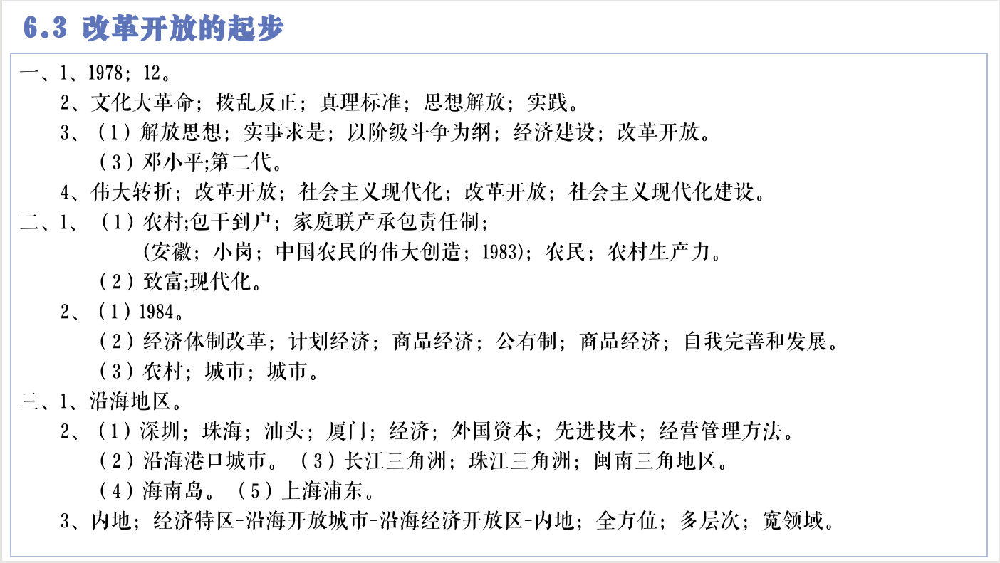 6.3 改革开放的起步
一、1、1978；12。
2、文化大革命；拨乱反正；真理标准；思想解放；实践。
3、（1）解放思想；实事求是；以阶级斗争为纲；经济建设；改革开放。
（3）邓小平;第二代。
4、伟大转折；改革开放；社会主义现代化；改革开放；社会主义现代化建设。
二、1、（1）农村;包干到户；家庭联产承包责任制；
(安徽；小岗；中国农民的伟大创造；1983)；农民；农村生产力。
（2）致富;现代化。
2、（1）1984。
（2）经济体制改革；计划经济；商品经济；公有制；商品经济；自我完善和发展。
（3）农村；城市；城市。
三、1、沿海地区。
2、（1）深圳；珠海；汕头；厦门；经济；外国资本；先进技术；经营管理方法。
（2）沿海港口城市。（3）长江三角洲；珠江三角洲；闽南三角地区。
（4）海南岛。（5）上海浦东。
3、内地；经济特区-沿海开放城市-沿海经济开放区-内地；全方位；多层次；宽领域。